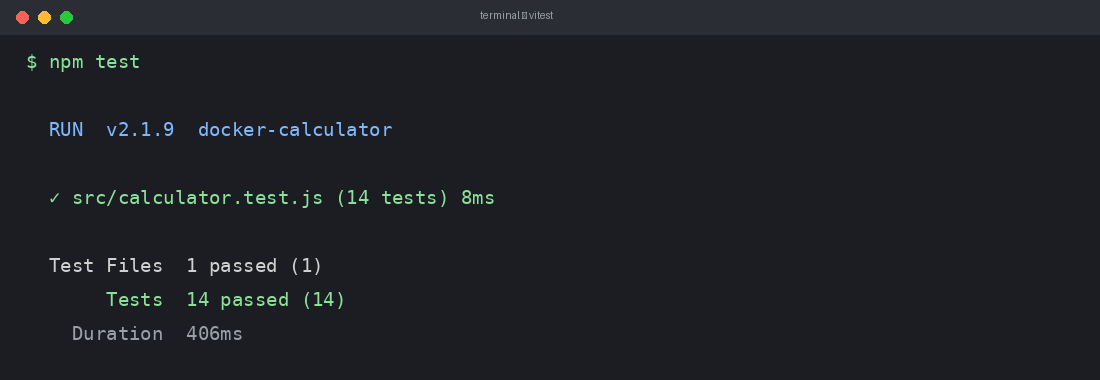 terminal vitest
$ npm test
RUN v2.1.9 docker-calculator
✓ src/calculator.test.js (14 tests) 8ms
Test Files 1 passed (1)
Tests 14 passed (14)
Duration 406ms